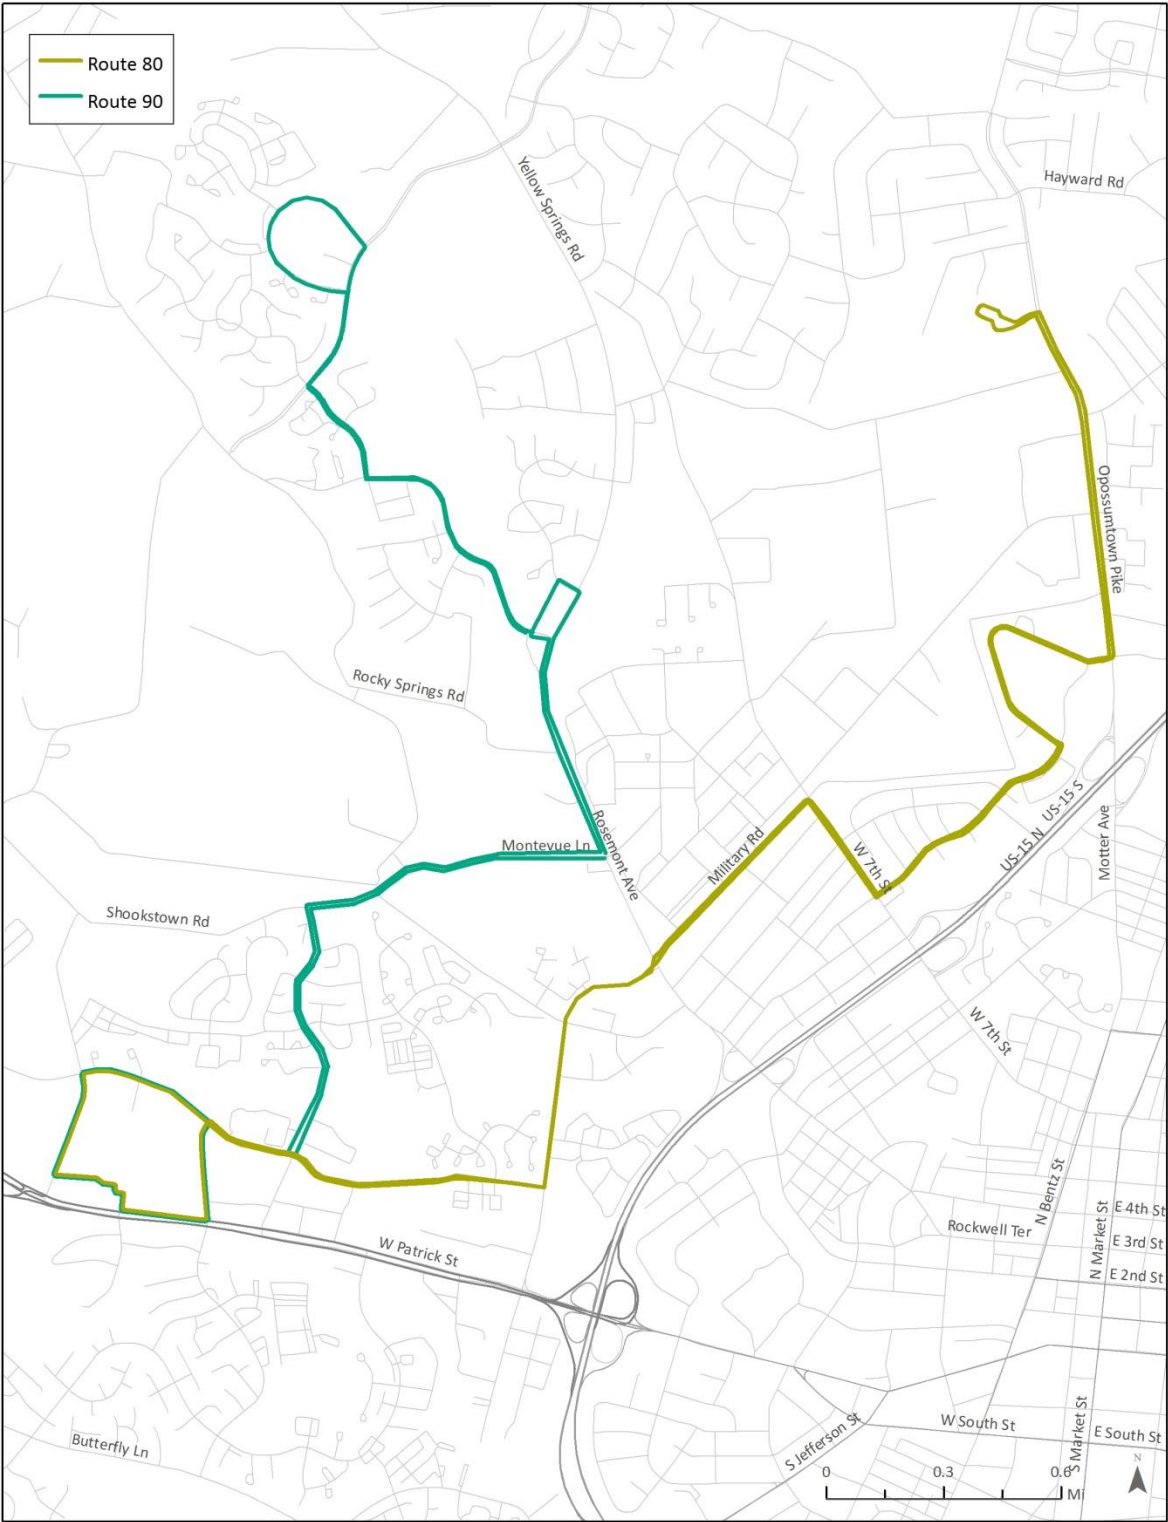 Route 80
Route 90
Yellow Springs Rd
Hayward Rd
Opossumtown Pike
Rocky Springs Rd
Rosemont Ave
Montevue Ln
Military Rd
W 7th St
US-15 N
US-15 S
Motter Ave
Shookstown Rd
W 7th St
N Bentz St
N Market St
E 4th St
Rockwell Ter
E 3rd St
W Patrick St
E 2nd St
S Market St
W South St
E South St
S Jefferson St
Butterfly Ln
N
0
0.3
0.6
Mi